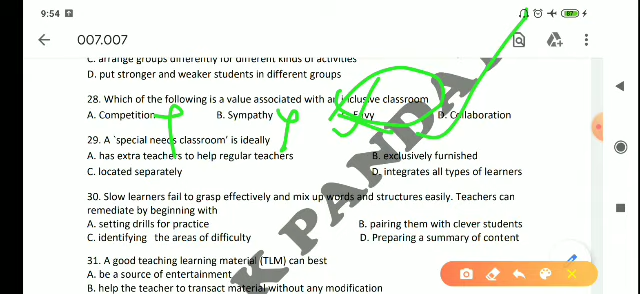 9:54
87
007.007
C. arrange groups differently for different kinds of activities
D. put stronger and weaker students in different groups
28. Which of the following is a value associated with an inclusive classroom
A. Competition B. Sympathy C. Envy D. Collaboration
29. A `special needs classroom' is ideally
A. has extra teachers to help regular teachers B. exclusively furnished
C. located separately D. integrates all types of learners
30. Slow learners fail to grasp effectively and mix up words and structures easily. Teachers can
remediate by beginning with
A. setting drills for practice B. pairing them with clever students
C. identifying the areas of difficulty D. Preparing a summary of content
31. A good teaching learning material (TLM) can best
A. be a source of entertainment
B. help the teacher to transact material without any modification
K PANDA